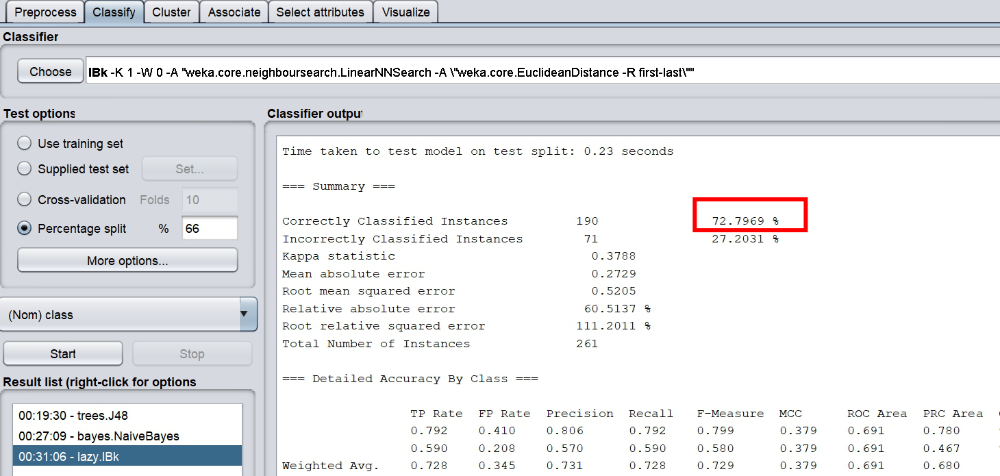 Preprocess Classify Cluster Associate Select attributes Visualize
Classifier
Choose IBk -K 1 -W 0 -A "weka.core.neighboursearch.LinearNNSearch -A \"weka.core.EuclideanDistance -R first-last\""
Test options
Use training set
Supplied test set Set...
Cross-validation Folds 10
Percentage split % 66
More options...
(Nom) class
Start Stop
Result list (right-click for options
00:19:30 - trees.J48
00:27:09 - bayes.NaiveBayes
00:31:06 - lazy.IBk
Classifier output
Time taken to test model on test split: 0.23 seconds
=== Summary ===
Correctly Classified Instances 190 72.7969 %
Incorrectly Classified Instances 71 27.2031 %
Kappa statistic 0.3788
Mean absolute error 0.2729
Root mean squared error 0.5205
Relative absolute error 60.5137 %
Root relative squared error 111.2011 %
Total Number of Instances 261
=== Detailed Accuracy By Class ===
TP Rate FP Rate Precision Recall F-Measure MCC ROC Area PRC Area
0.792 0.410 0.806 0.792 0.799 0.379 0.691 0.780
0.590 0.208 0.570 0.590 0.580 0.379 0.691 0.467
Weighted Avg. 0.728 0.345 0.731 0.728 0.729 0.379 0.691 0.680